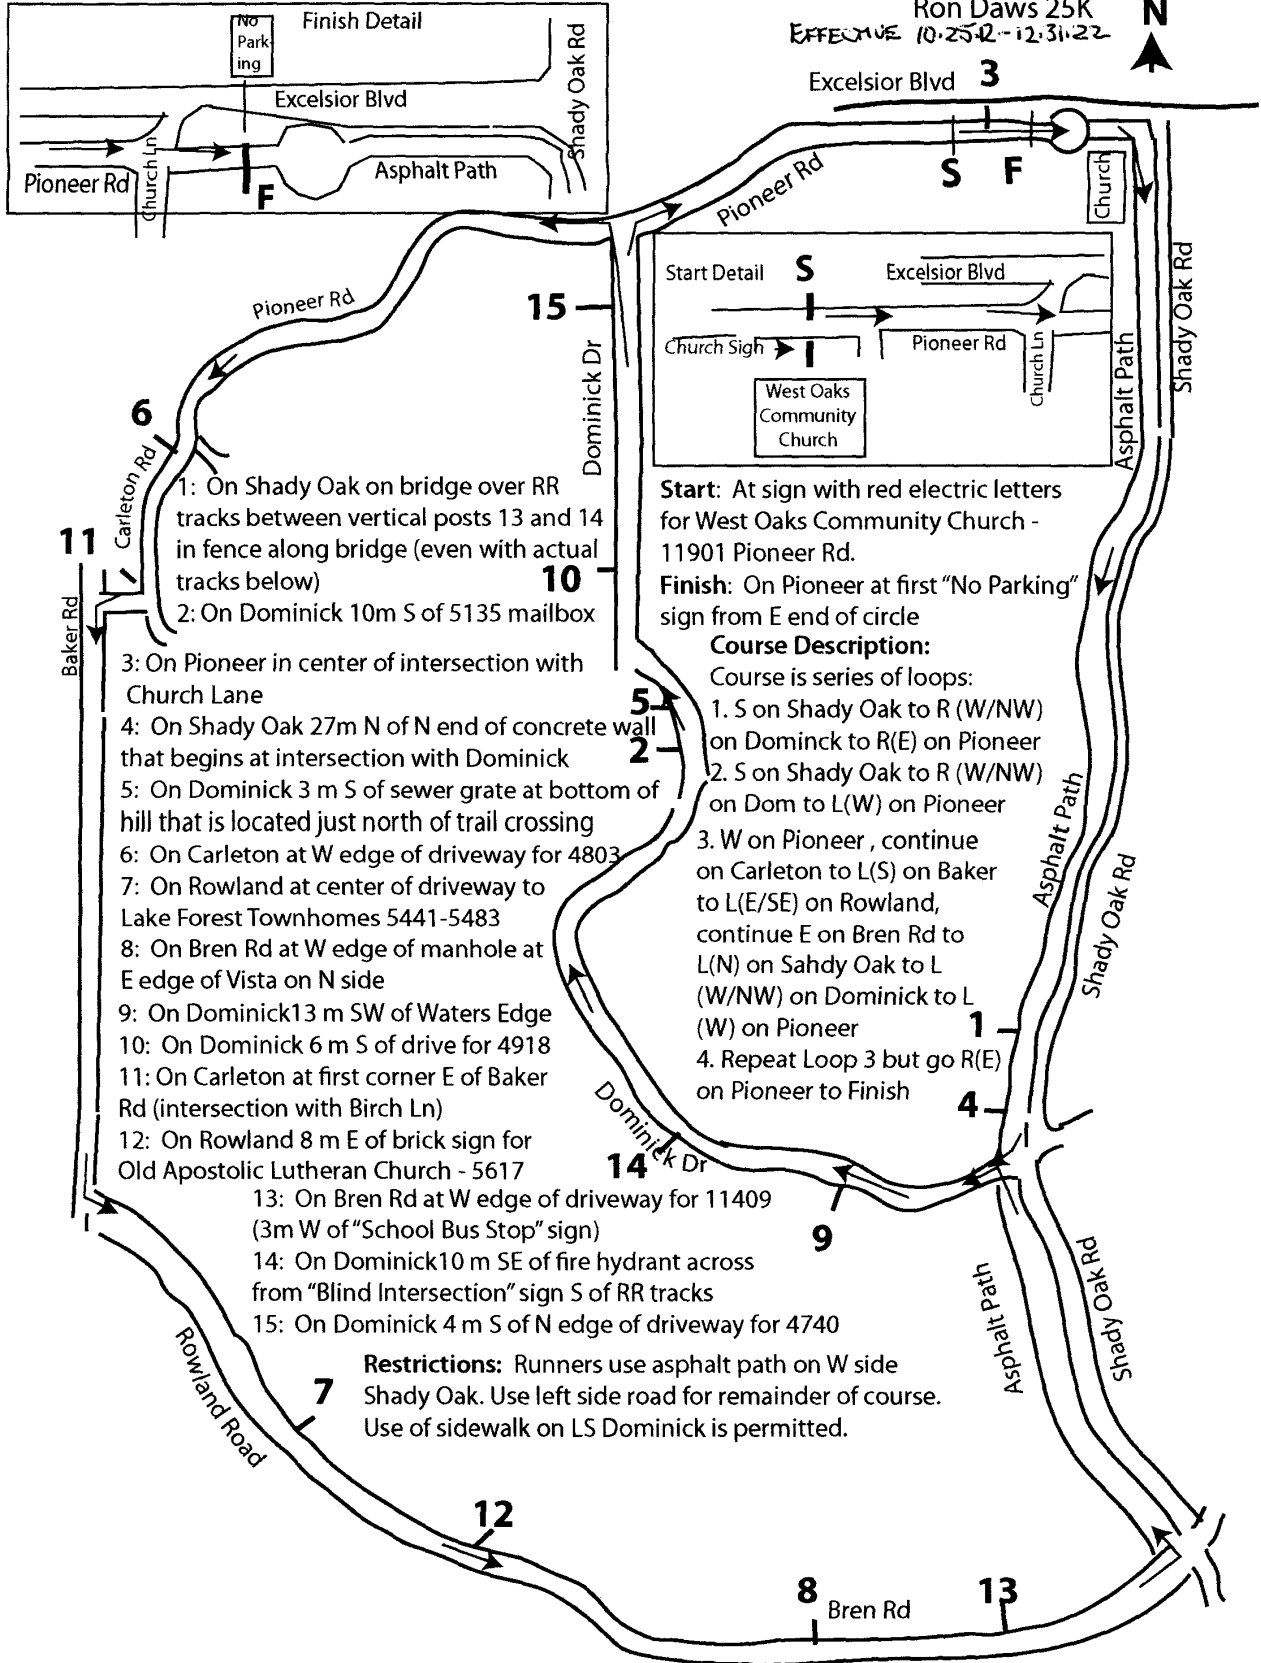 Ron Daws 25K
N
EFFECTIVE 10.25.12-12.31.22
Finish Detail
No
Park
ing
Excelsior Blvd
Shady Oak Rd
Pioneer Rd
Church Ln
F
Asphalt Path
Excelsior Blvd
3
S
F
Pioneer Rd
Church
Shady Oak Rd
Asphalt Path
Start Detail
S
Excelsior Blvd
Church Sign
Pioneer Rd
Church Ln
West Oaks
Community
Church
15
Dominick Dr
Pioneer Rd
6
Carleton Rd
11
Baker Rd
10
1: On Shady Oak on bridge over RR
tracks between vertical posts 13 and 14
in fence along bridge (even with actual
tracks below)
2: On Dominick 10m S of 5135 mailbox
3: On Pioneer in center of intersection with
Church Lane
4: On Shady Oak 27m N of N end of concrete wall
that begins at intersection with Dominick
5: On Dominick 3 m S of sewer grate at bottom of
hill that is located just north of trail crossing
6: On Carleton at W edge of driveway for 4803
7: On Rowland at center of driveway to
Lake Forest Townhomes 5441-5483
8: On Bren Rd at W edge of manhole at
E edge of Vista on N side
9: On Dominick13 m SW of Waters Edge
10: On Dominick 6 m S of drive for 4918
11: On Carleton at first corner E of Baker
Rd (intersection with Birch Ln)
12: On Rowland 8 m E of brick sign for
Old Apostolic Lutheran Church - 5617
13: On Bren Rd at W edge of driveway for 11409
(3m W of "School Bus Stop" sign)
14: On Dominick10 m SE of fire hydrant across
from "Blind Intersection" sign S of RR tracks
15: On Dominick 4 m S of N edge of driveway for 4740
Start: At sign with red electric letters
for West Oaks Community Church -
11901 Pioneer Rd.
Finish: On Pioneer at first "No Parking"
sign from E end of circle
Course Description:
Course is series of loops:
1. S on Shady Oak to R (W/NW)
on Dominck to R(E) on Pioneer
2. S on Shady Oak to R (W/NW)
on Dom to L(W) on Pioneer
3. W on Pioneer , continue
on Carleton to L(S) on Baker
to L(E/SE) on Rowland,
continue E on Bren Rd to
L(N) on Sahdy Oak to L
(W/NW) on Dominick to L
(W) on Pioneer
4. Repeat Loop 3 but go R(E)
on Pioneer to Finish
5
2
Asphalt Path
Shady Oak Rd
1
4
Dominick Dr
14
9
Asphalt Path
Shady Oak Rd
Restrictions: Runners use asphalt path on W side
Shady Oak. Use left side road for remainder of course.
Use of sidewalk on LS Dominick is permitted.
Rowland Road
7
12
8
Bren Rd
13